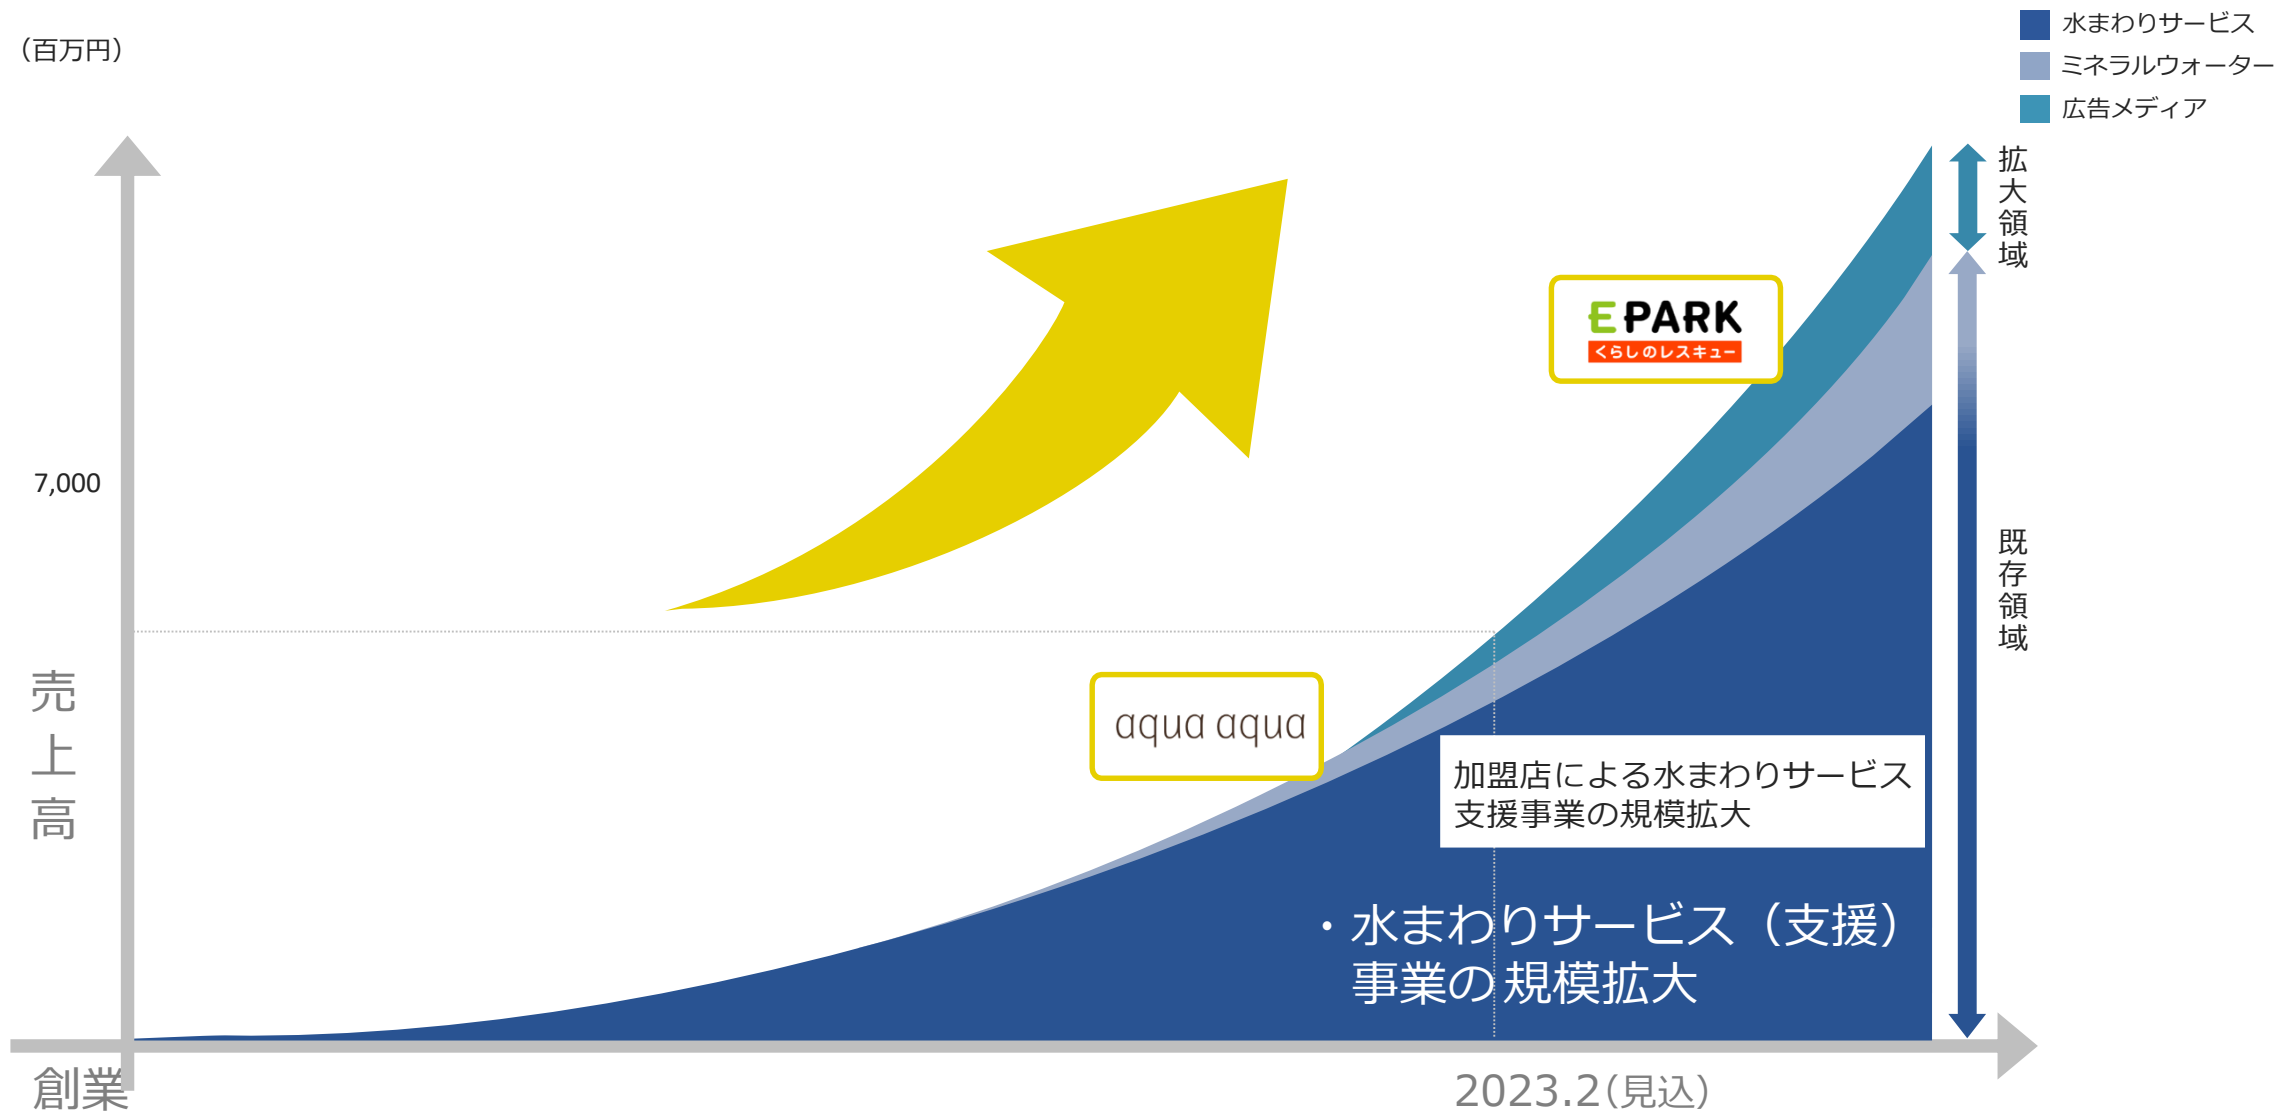 （百万円）
水まわりサービス
ミネラルウォーター
広告メディア
拡大領域
E PARK
くらしのレスキュー
7,000
既存領域
売上高
aqua aqua
加盟店による水まわりサービス
支援事業の規模拡大
・水まわりサービス（支援）
事業の規模拡大
創業
2023.2（見込）